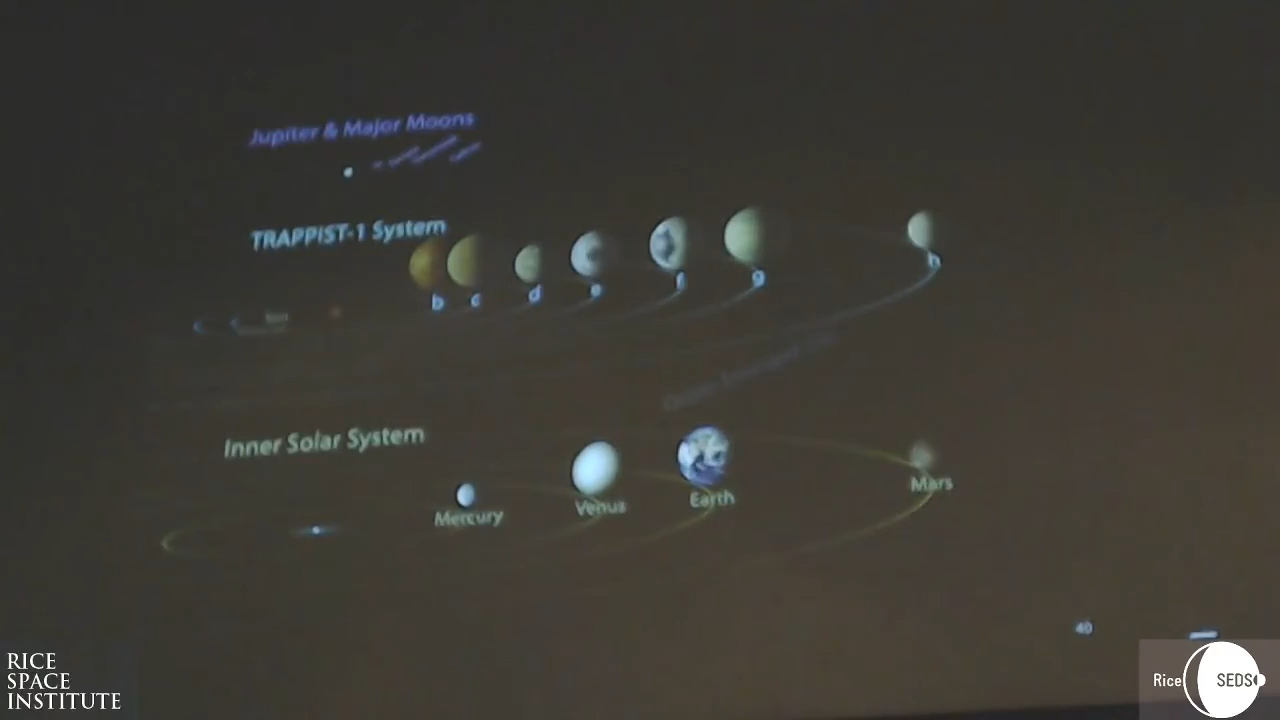 Jupiter & Major Moons
TRAPPIST-1 System
b
c
d
e
f
g
h
Inner Solar System
Mercury
Venus
Earth
Mars
40
RICE
SPACE
INSTITUTE
Rice
SEDS